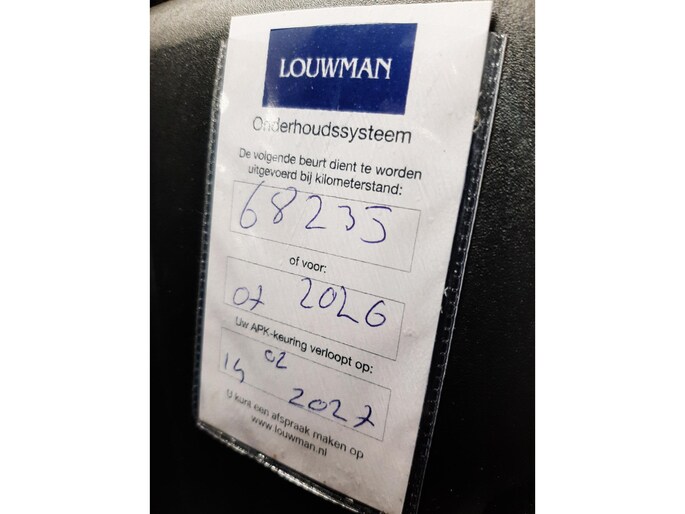 LOUWMAN
Onderhoudssysteem
De volgende beurt dient te worden
uitgevoerd bij kilometerstand:
68235
of voor:
07 2026
Uw APK-keuring verloopt op:
02
2027
U kunt een afspraak maken op
www.louwman.nl